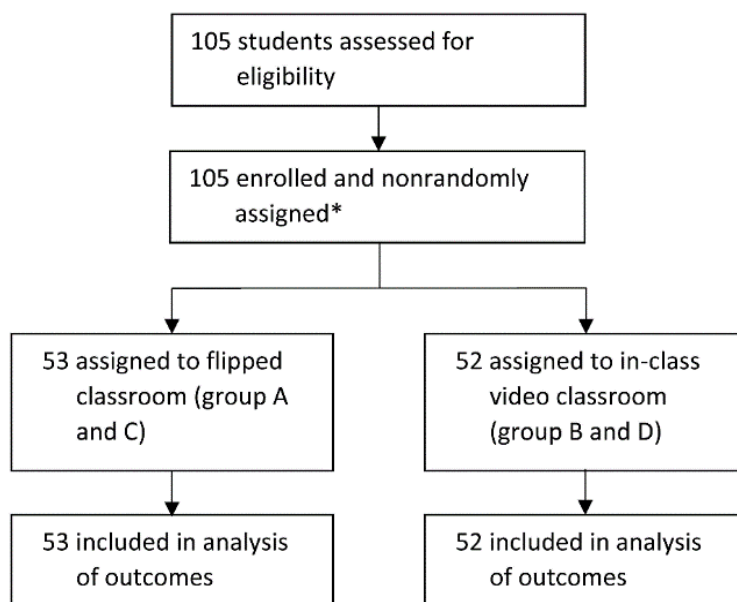 105 students assessed for
eligibility
105 enrolled and nonrandomly
assigned*
53 assigned to flipped
classroom (group A
and C)
52 assigned to in-class
video classroom
(group B and D)
53 included in analysis
of outcomes
52 included in analysis
of outcomes